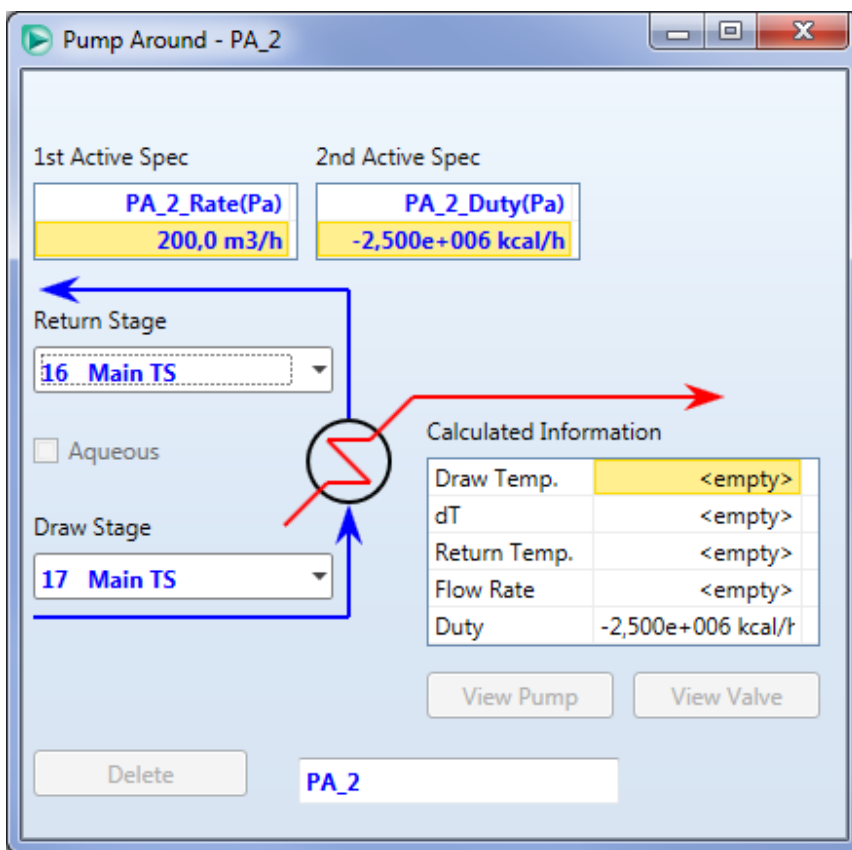 Pump Around - PA_2
1st Active Spec
2nd Active Spec
PA_2_Rate(Pa)
PA_2_Duty(Pa)
200,0 m3/h
-2,500e+006 kcal/h
Return Stage
16 Main TS
Aqueous
Calculated Information
Draw Temp. <empty>
dT <empty>
Return Temp. <empty>
Flow Rate <empty>
Duty -2,500e+006 kcal/h
Draw Stage
17 Main TS
View Pump
View Valve
Delete
PA_2